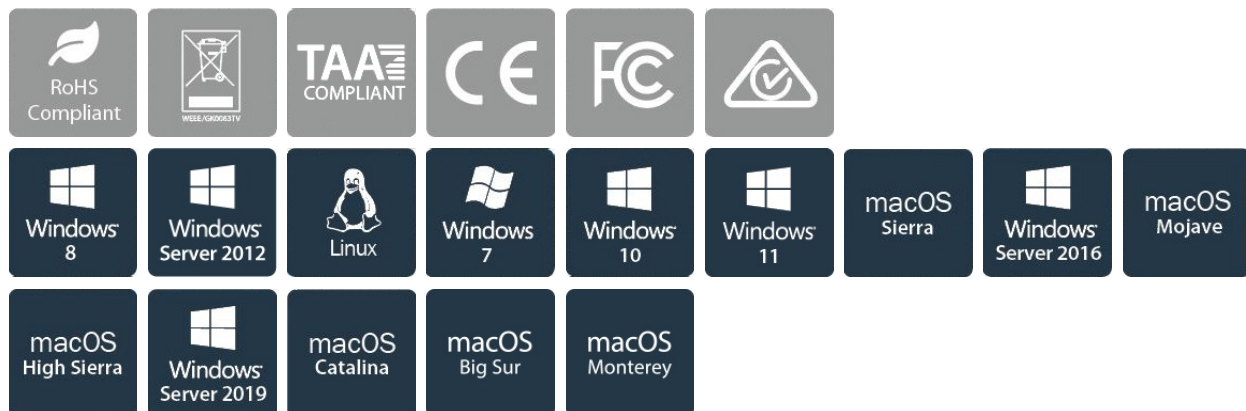 RoHS
Compliant
WEEE/GK0063TV
TAA
COMPLIANT
CE
FC
Windows
8
Windows
Server 2012
Linux
Windows
7
Windows
10
Windows
11
macOS
Sierra
Windows
Server 2016
macOS
Mojave
macOS
High Sierra
Windows
Server 2019
macOS
Catalina
macOS
Big Sur
macOS
Monterey